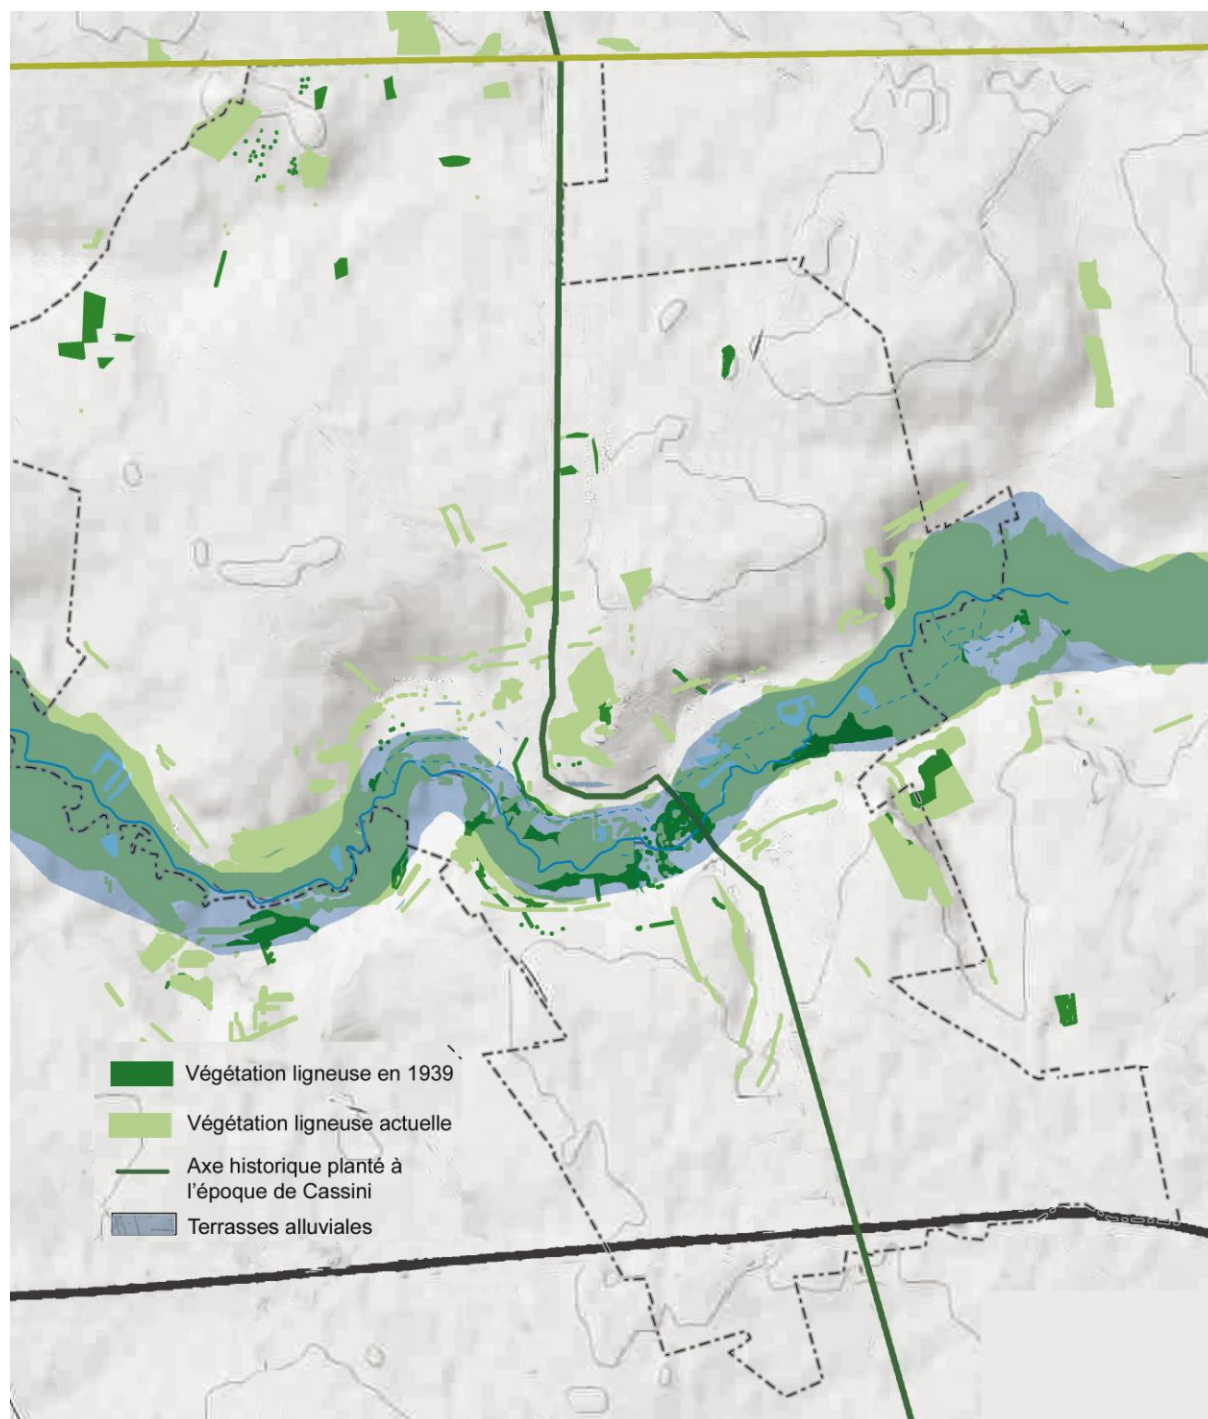 Végétation ligneuse en 1939
Végétation ligneuse actuelle
Axe historique planté à
l'époque de Cassini
Terrasses alluviales